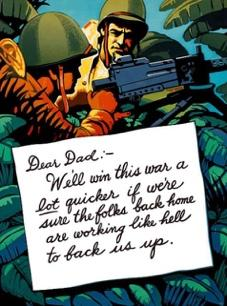 Dear Dad:-
We'll win this war a
lot quicker if we're
sure the folks back home
are working like hell
to back us up.